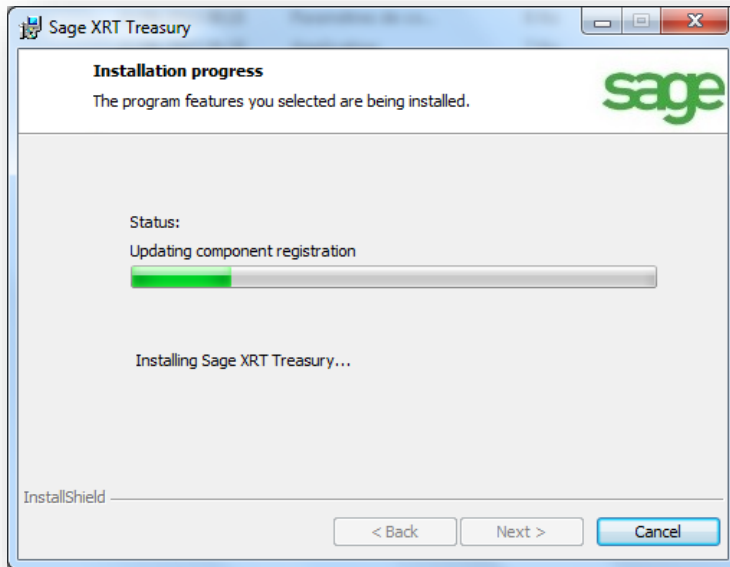 Sage XRT Treasury
Installation progress
The program features you selected are being installed.
sage
Status:
Updating component registration
Installing Sage XRT Treasury...
InstallShield
< Back
Next >
Cancel